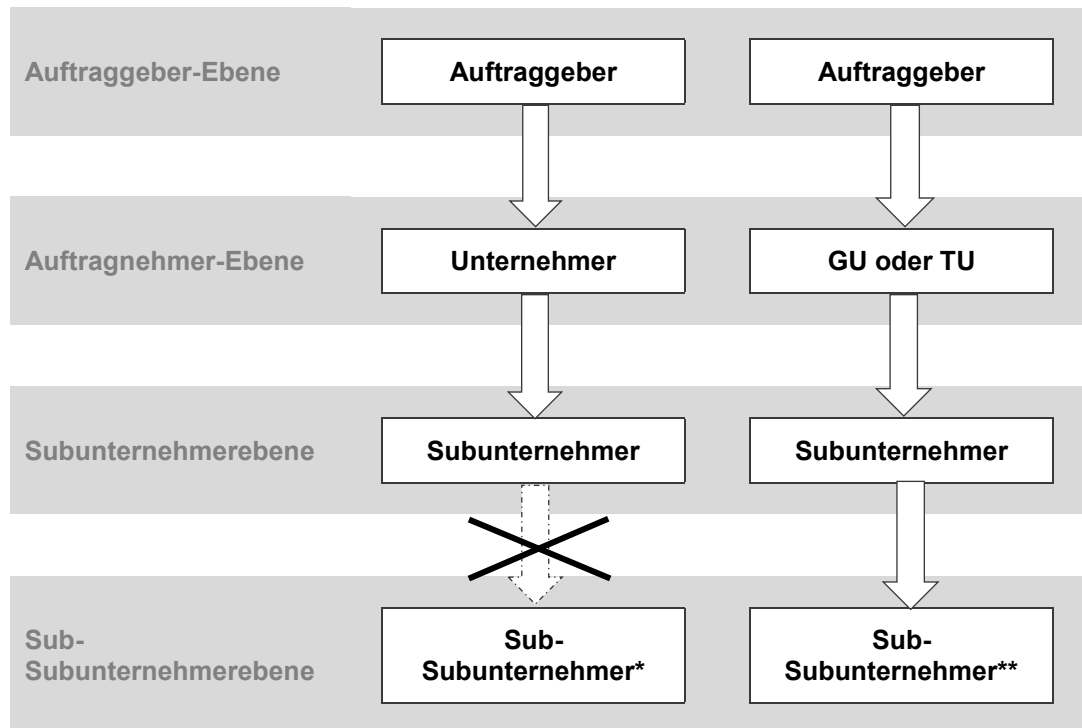 Auftraggeber-Ebene
Auftraggeber
Auftraggeber
Auftragnehmer-Ebene
Unternehmer
GU oder TU
Subunternehmerebene
Subunternehmer
Subunternehmer
Sub-
Subunternehmerebene
Sub-
Subunternehmer*
Sub-
Subunternehmer**